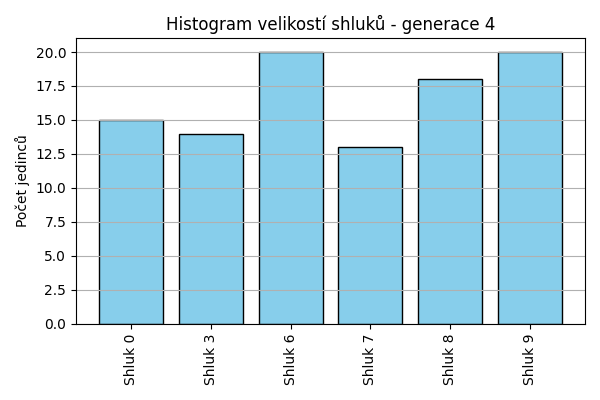 Histogram velikostí shluků - generace 4
Počet jedinců
20.0
17.5
15.0
12.5
10.0
7.5
5.0
2.5
0.0
Shluk 0
Shluk 3
Shluk 6
Shluk 7
Shluk 8
Shluk 9